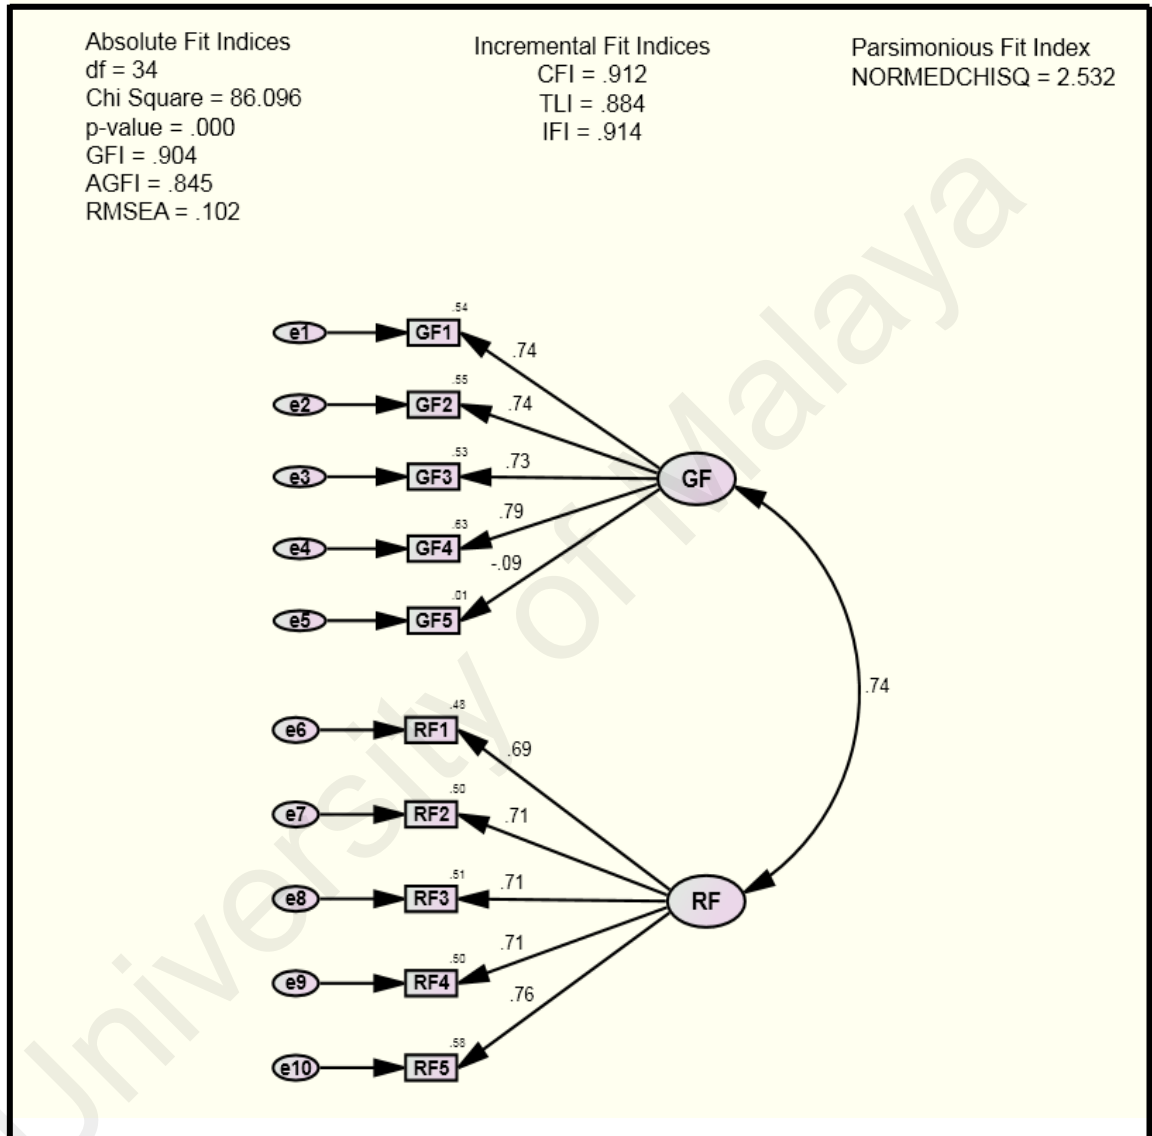 Absolute Fit Indices
df = 34
Chi Square = 86.096
p-value = .000
GFI = .904
AGFI = .845
RMSEA = .102
Incremental Fit Indices
CFI = .912
TLI = .884
IFI = .914
Parsimonious Fit Index
NORMEDCHISQ = 2.532
.54
e1 GF1 .74
.55
e2 GF2 .74
.53
e3 GF3 .73 GF
.63
e4 GF4 .79
.01
e5 GF5 -.09
.74
.48
e6 RF1 .69
.50
e7 RF2 .71
.51
e8 RF3 .71 RF
.50
e9 RF4 .71
.58
e10 RF5 .76
University of Malaya